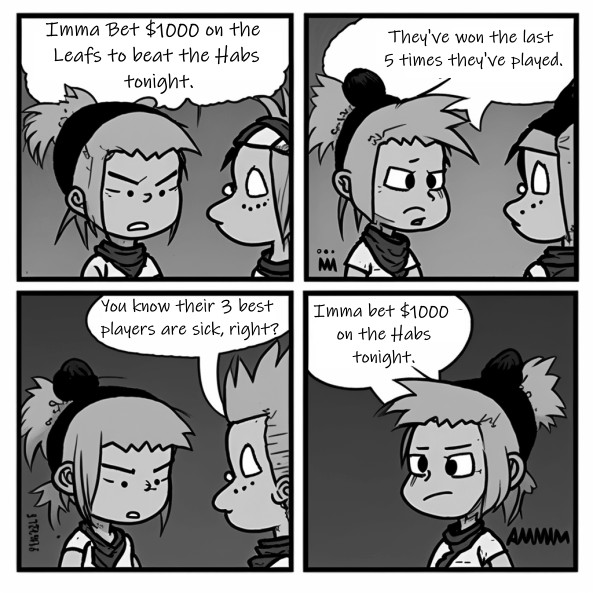 Imma Bet $1000 on the
Leafs to beat the Habs
tonight.
They've won the last
5 times they've played.
You know their 3 best
players are sick, right?
Imma bet $1000
on the Habs
tonight.